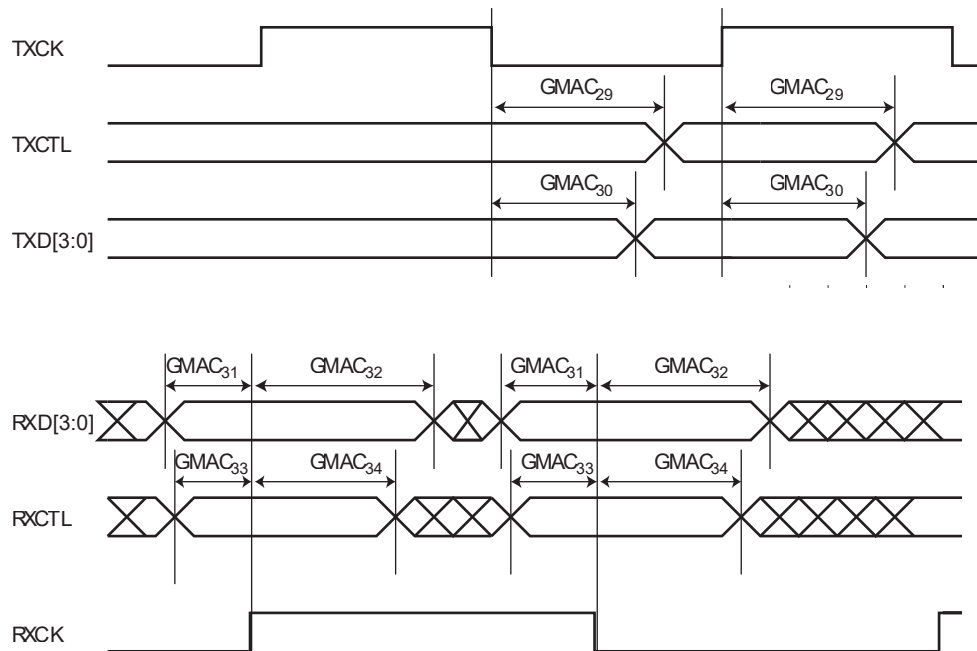 TXCK
GMAC29 GMAC29
TXCTL
GMAC30 GMAC30
TXD[3:0]
GMAC31 GMAC32 GMAC31 GMAC32
RXD[3:0]
GMAC33 GMAC34 GMAC33 GMAC34
RXCTL
RXCK